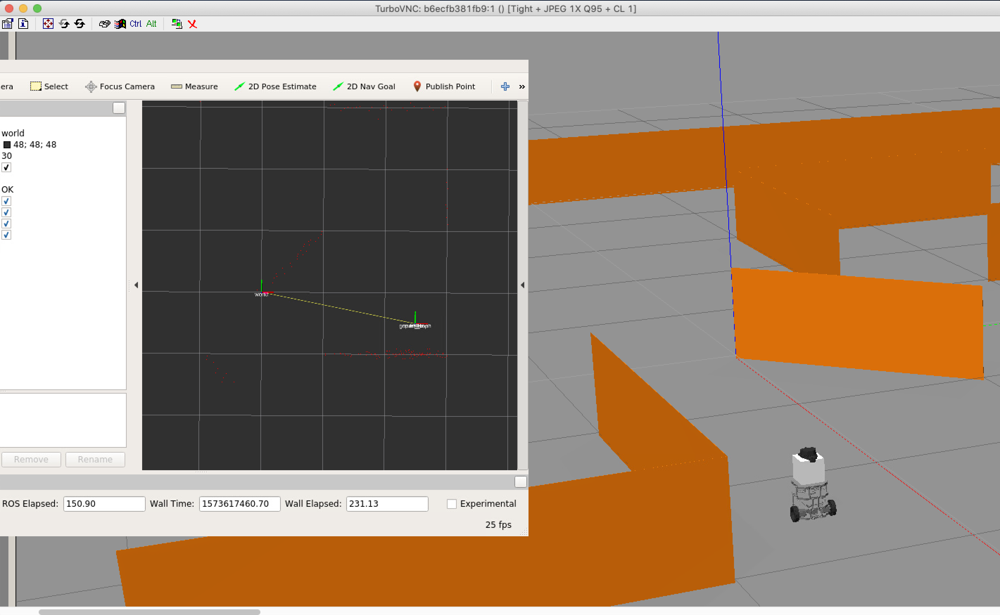 TurboVNC: b6ecfb381fb9:1 () [Tight + JPEG 1X Q95 + CL 1]
Ctrl Alt
era Select Focus Camera Measure 2D Pose Estimate 2D Nav Goal Publish Point »
world
48; 48; 48
30
OK
world
Remove Rename
ROS Elapsed: 150.90 Wall Time: 1573617460.70 Wall Elapsed: 231.13 Experimental
25 fps